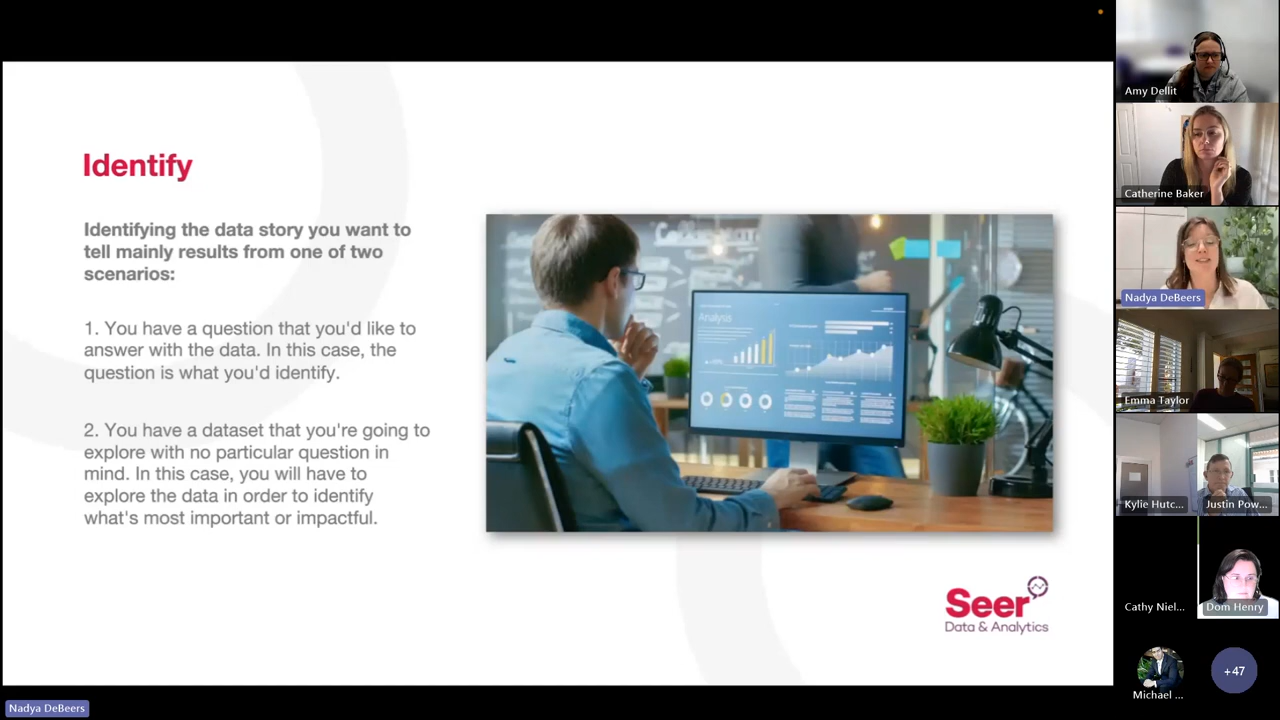 Identify
Identifying the data story you want to
tell mainly results from one of two
scenarios:
1. You have a question that you'd like to
answer with the data. In this case, the
question is what you'd identify.
2. You have a dataset that you're going to
explore with no particular question in
mind. In this case, you will have to
explore the data in order to identify
what's most important or impactful.
Analysis
Seer
Data & Analytics
Amy Dellit
Catherine Baker
Nadya DeBeers
Emma Taylor
Kylie Hutc...
Justin Pow...
Cathy Niel...
Dom Henry
Michael ...
+47
Nadya DeBeers